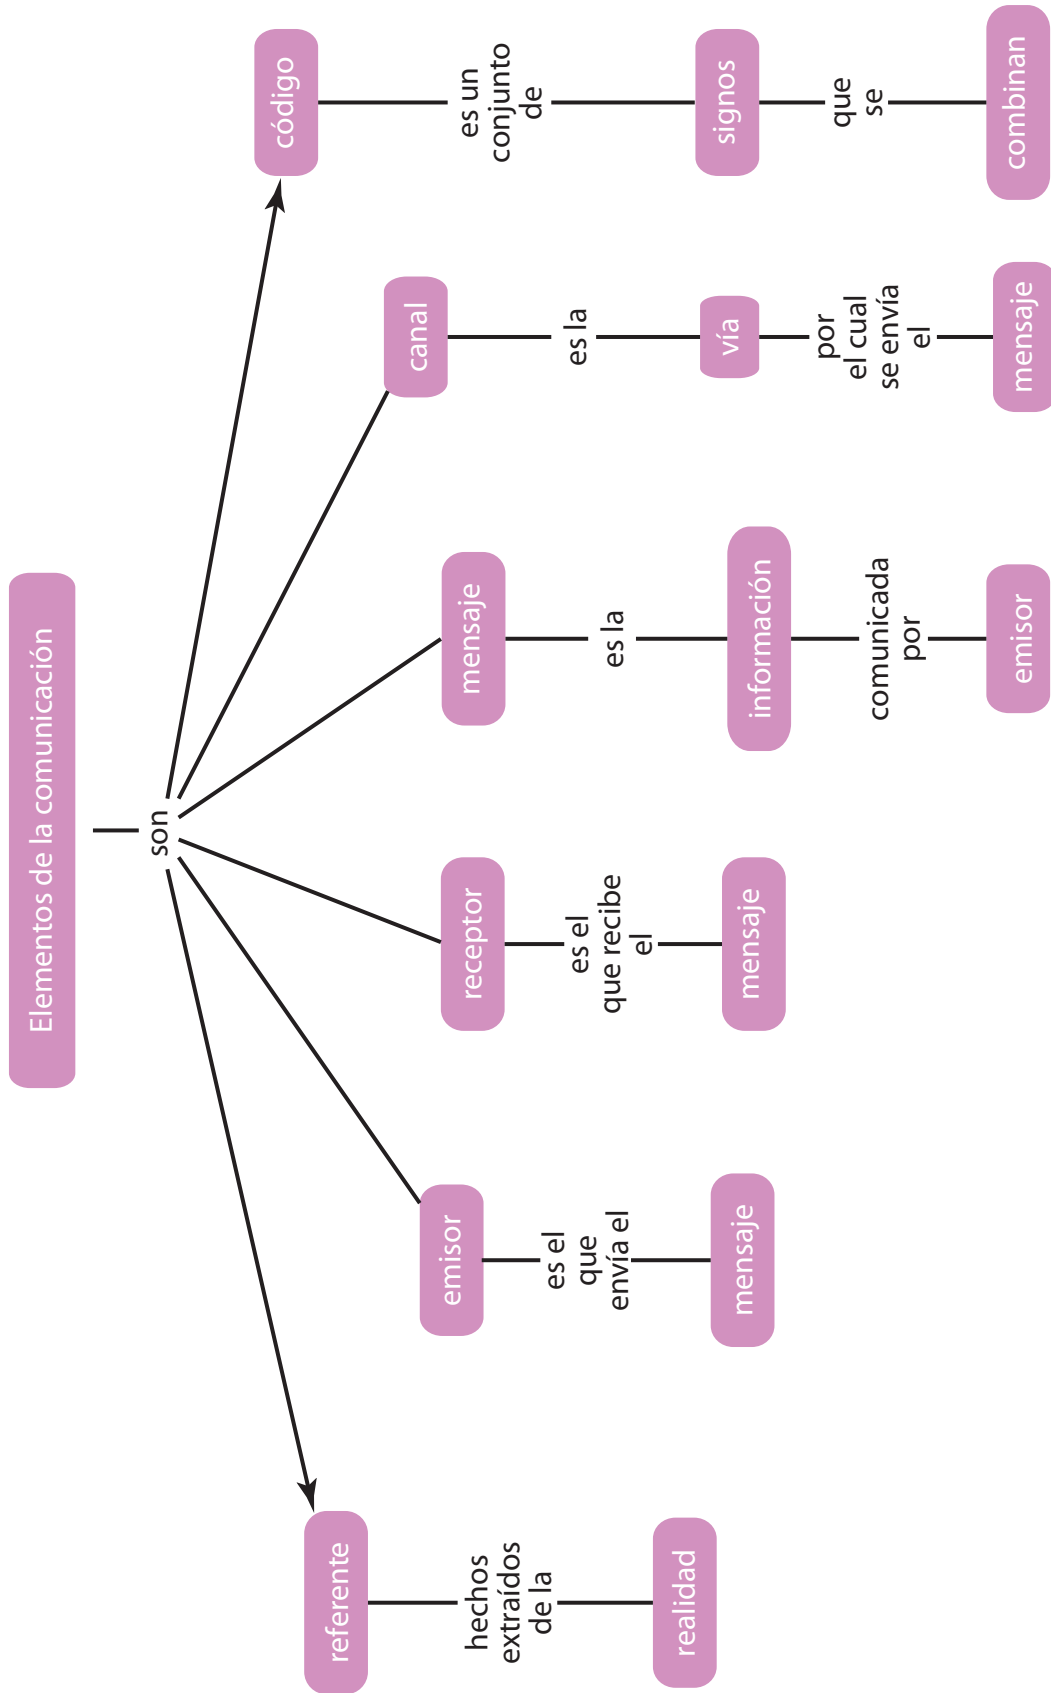 Elementos de la comunicación
son
referente
hechos
extraídos
de la
realidad
emisor
es el
que
envía el
mensaje
receptor
es el
que recibe
el
mensaje
mensaje
es la
información
comunicada
por
emisor
canal
es la
vía
por
el cual
se envía
el
mensaje
código
es un
conjunto
de
signos
que
se
combinan